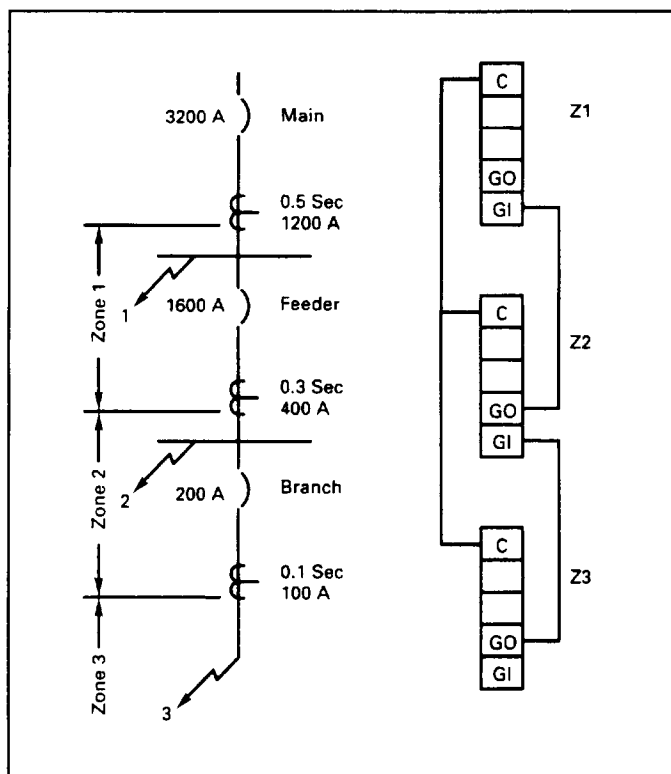 3200 A
Main
0.5 Sec
1200 A
Zone 1
1
1600 A
Feeder
0.3 Sec
400 A
Zone 2
2
200 A
Branch
0.1 Sec
100 A
Zone 3
3
C
Z1
GO
GI
C
Z2
GO
GI
C
Z3
GO
GI